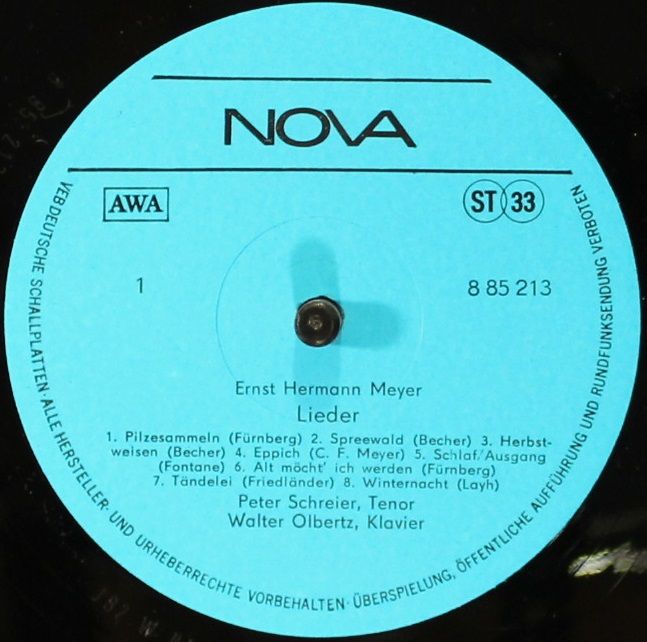 NOVA
AWA
ST 33
1
8 85 213
Ernst Hermann Meyer
Lieder
1. Pilzesammeln (Fürnberg) 2. Spreewald (Becher) 3. Herbst-
weisen (Becher) 4. Eppich (C. F. Meyer) 5. Schlaf/Ausgang
(Fontane) 6. Alt möcht' ich werden (Fürnberg)
7. Tändelei (Friedländer) 8. Winternacht (Layh)
Peter Schreier, Tenor
Walter Olbertz, Klavier
VEB DEUTSCHE SCHALLPLATTEN · ALLE HERSTELLER- UND URHEBERRECHTE VORBEHALTEN · ÜBERSPIELUNG, ÖFFENTLICHE AUFFÜHRUNG UND RUNDFUNKSENDUNG VERBOTEN